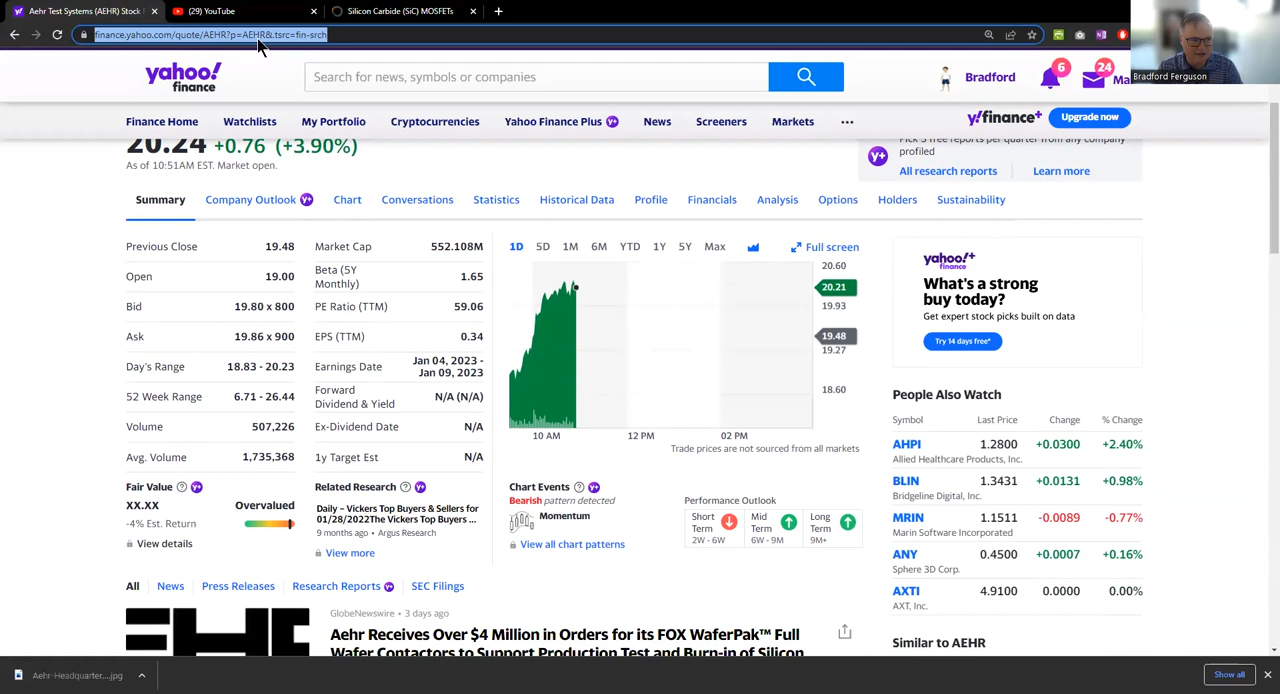 Aehr Test Systems (AEHR) Stock
(29) YouTube
Silicon Carbide (SiC) MOSFETs
finance.yahoo.com/quote/AEHR?p=AEHR&.tsrc=fin-srch
Bradford Ferguson
yahoo!
finance
Search for news, symbols or companies
Bradford
6
24
Ma
Finance Home
Watchlists
My Portfolio
Cryptocurrencies
Yahoo Finance Plus
News
Screeners
Markets
y!finance+
Upgrade now
20.24 +0.76 (+3.90%)
As of 10:51AM EST. Market open.
Pick 3 free reports per quarter from any company
profiled
All research reports
Learn more
Summary
Company Outlook
Chart
Conversations
Statistics
Historical Data
Profile
Financials
Analysis
Options
Holders
Sustainability
Previous Close 19.48
Open 19.00
Bid 19.80 x 800
Ask 19.86 x 900
Day's Range 18.83 - 20.23
52 Week Range 6.71 - 26.44
Volume 507,226
Avg. Volume 1,735,368
Market Cap 552.108M
Beta (5Y
Monthly) 1.65
PE Ratio (TTM) 59.06
EPS (TTM) 0.34
Earnings Date Jan 04, 2023 -
Jan 09, 2023
Forward
Dividend & Yield N/A (N/A)
Ex-Dividend Date N/A
1y Target Est N/A
Fair Value
XX.XX
Overvalued
-4% Est. Return
View details
Related Research
Daily – Vickers Top Buyers & Sellers for
01/28/2022The Vickers Top Buyers ...
9 months ago • Argus Research
View more
1D 5D 1M 6M YTD 1Y 5Y Max
Full screen
20.60
20.21
19.93
19.48
19.27
18.60
10 AM 12 PM 02 PM
Trade prices are not sourced from all markets
Chart Events
Bearish pattern detected
Momentum
View all chart patterns
Performance Outlook
Short
Term
2W - 6W
Mid
Term
6W - 9M
Long
Term
9M+
yahoo!+
finance
What's a strong
buy today?
Get expert stock picks built on data
Try 14 days free*
People Also Watch
Symbol Last Price Change % Change
AHPI 1.2800 +0.0300 +2.40%
Allied Healthcare Products, Inc.
BLIN 1.3431 +0.0131 +0.98%
Bridgeline Digital, Inc.
MRIN 1.1511 -0.0089 -0.77%
Marin Software Incorporated
ANY 0.4500 +0.0007 +0.16%
Sphere 3D Corp.
AXTI 4.9100 0.0000 0.00%
AXT, Inc.
Similar to AEHR
All
News
Press Releases
Research Reports
SEC Filings
GlobeNewswire • 3 days ago
Aehr Receives Over $4 Million in Orders for its FOX WaferPak™ Full
Wafer Contactors to Support Production Test and Burn-in of Silicon
Aehr-Headquarter....jpg
Show all